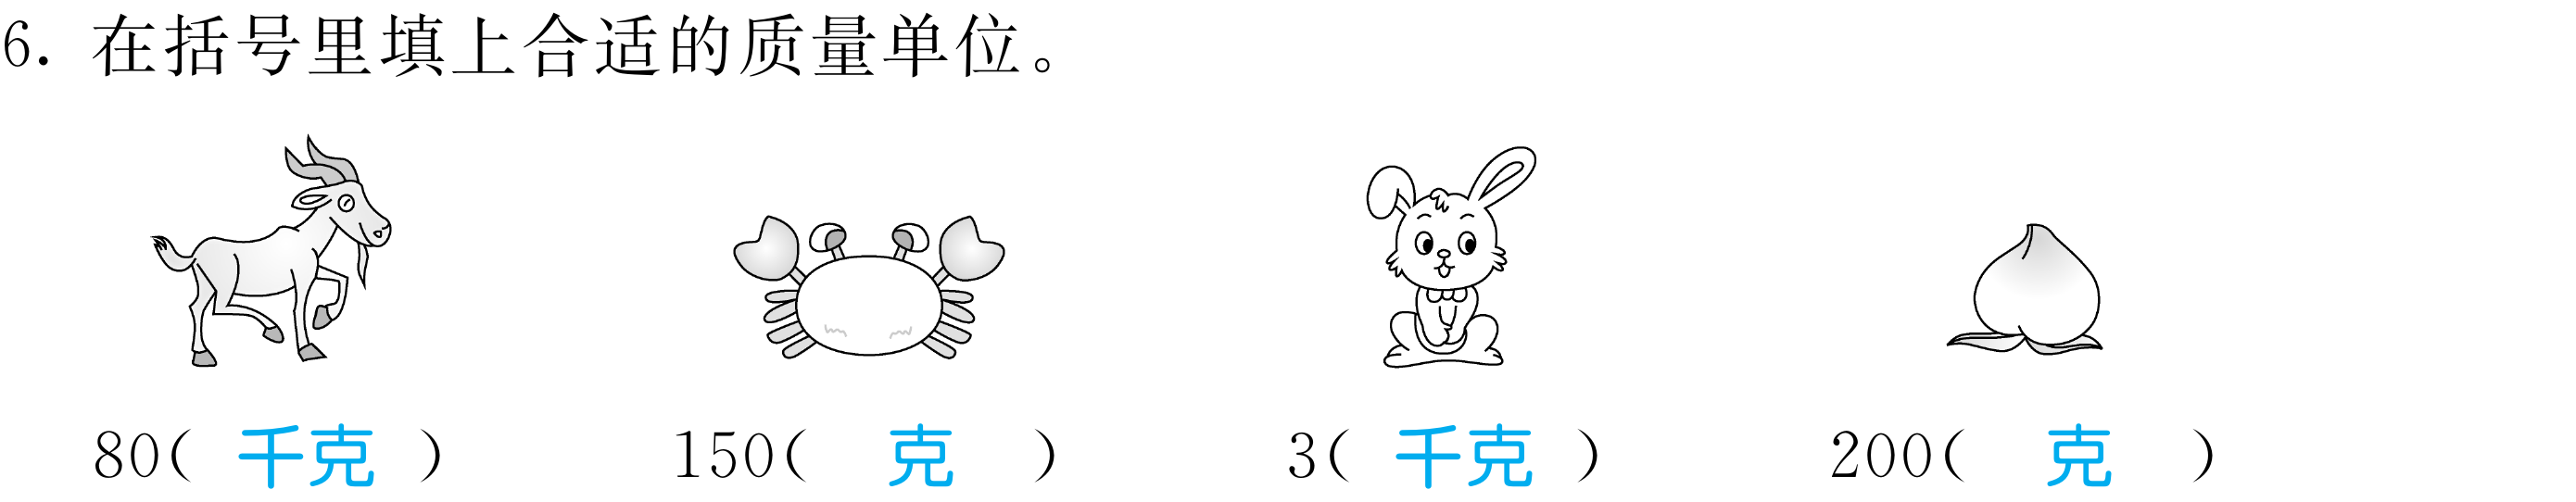 6. 在括号里填上合适的质量单位。
80( 千克 ) 150( 克 ) 3( 千克 ) 200( 克 )